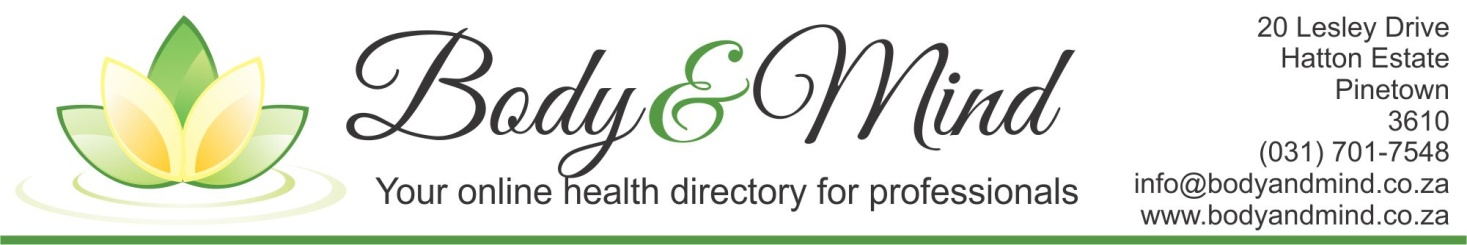 Body & Mind
Your online health directory for professionals
20 Lesley Drive
Hatton Estate
Pinetown
3610
(031) 701-7548
info@bodyandmind.co.za
www.bodyandmind.co.za